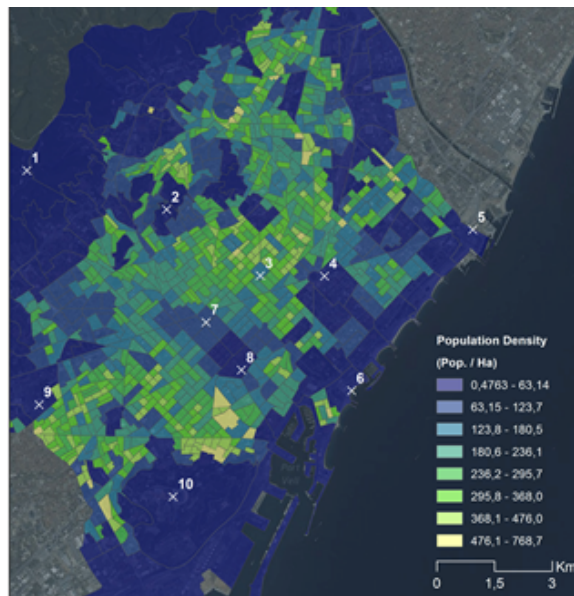 1
2
5
3
4
7
8
6
9
10
Population Density
(Pop. / Ha)
0,4763 - 63,14
63,15 - 123,7
123,8 - 180,5
180,6 - 236,1
236,2 - 295,7
295,8 - 368,0
368,1 - 476,0
476,1 - 768,7
Km
0 1,5 3